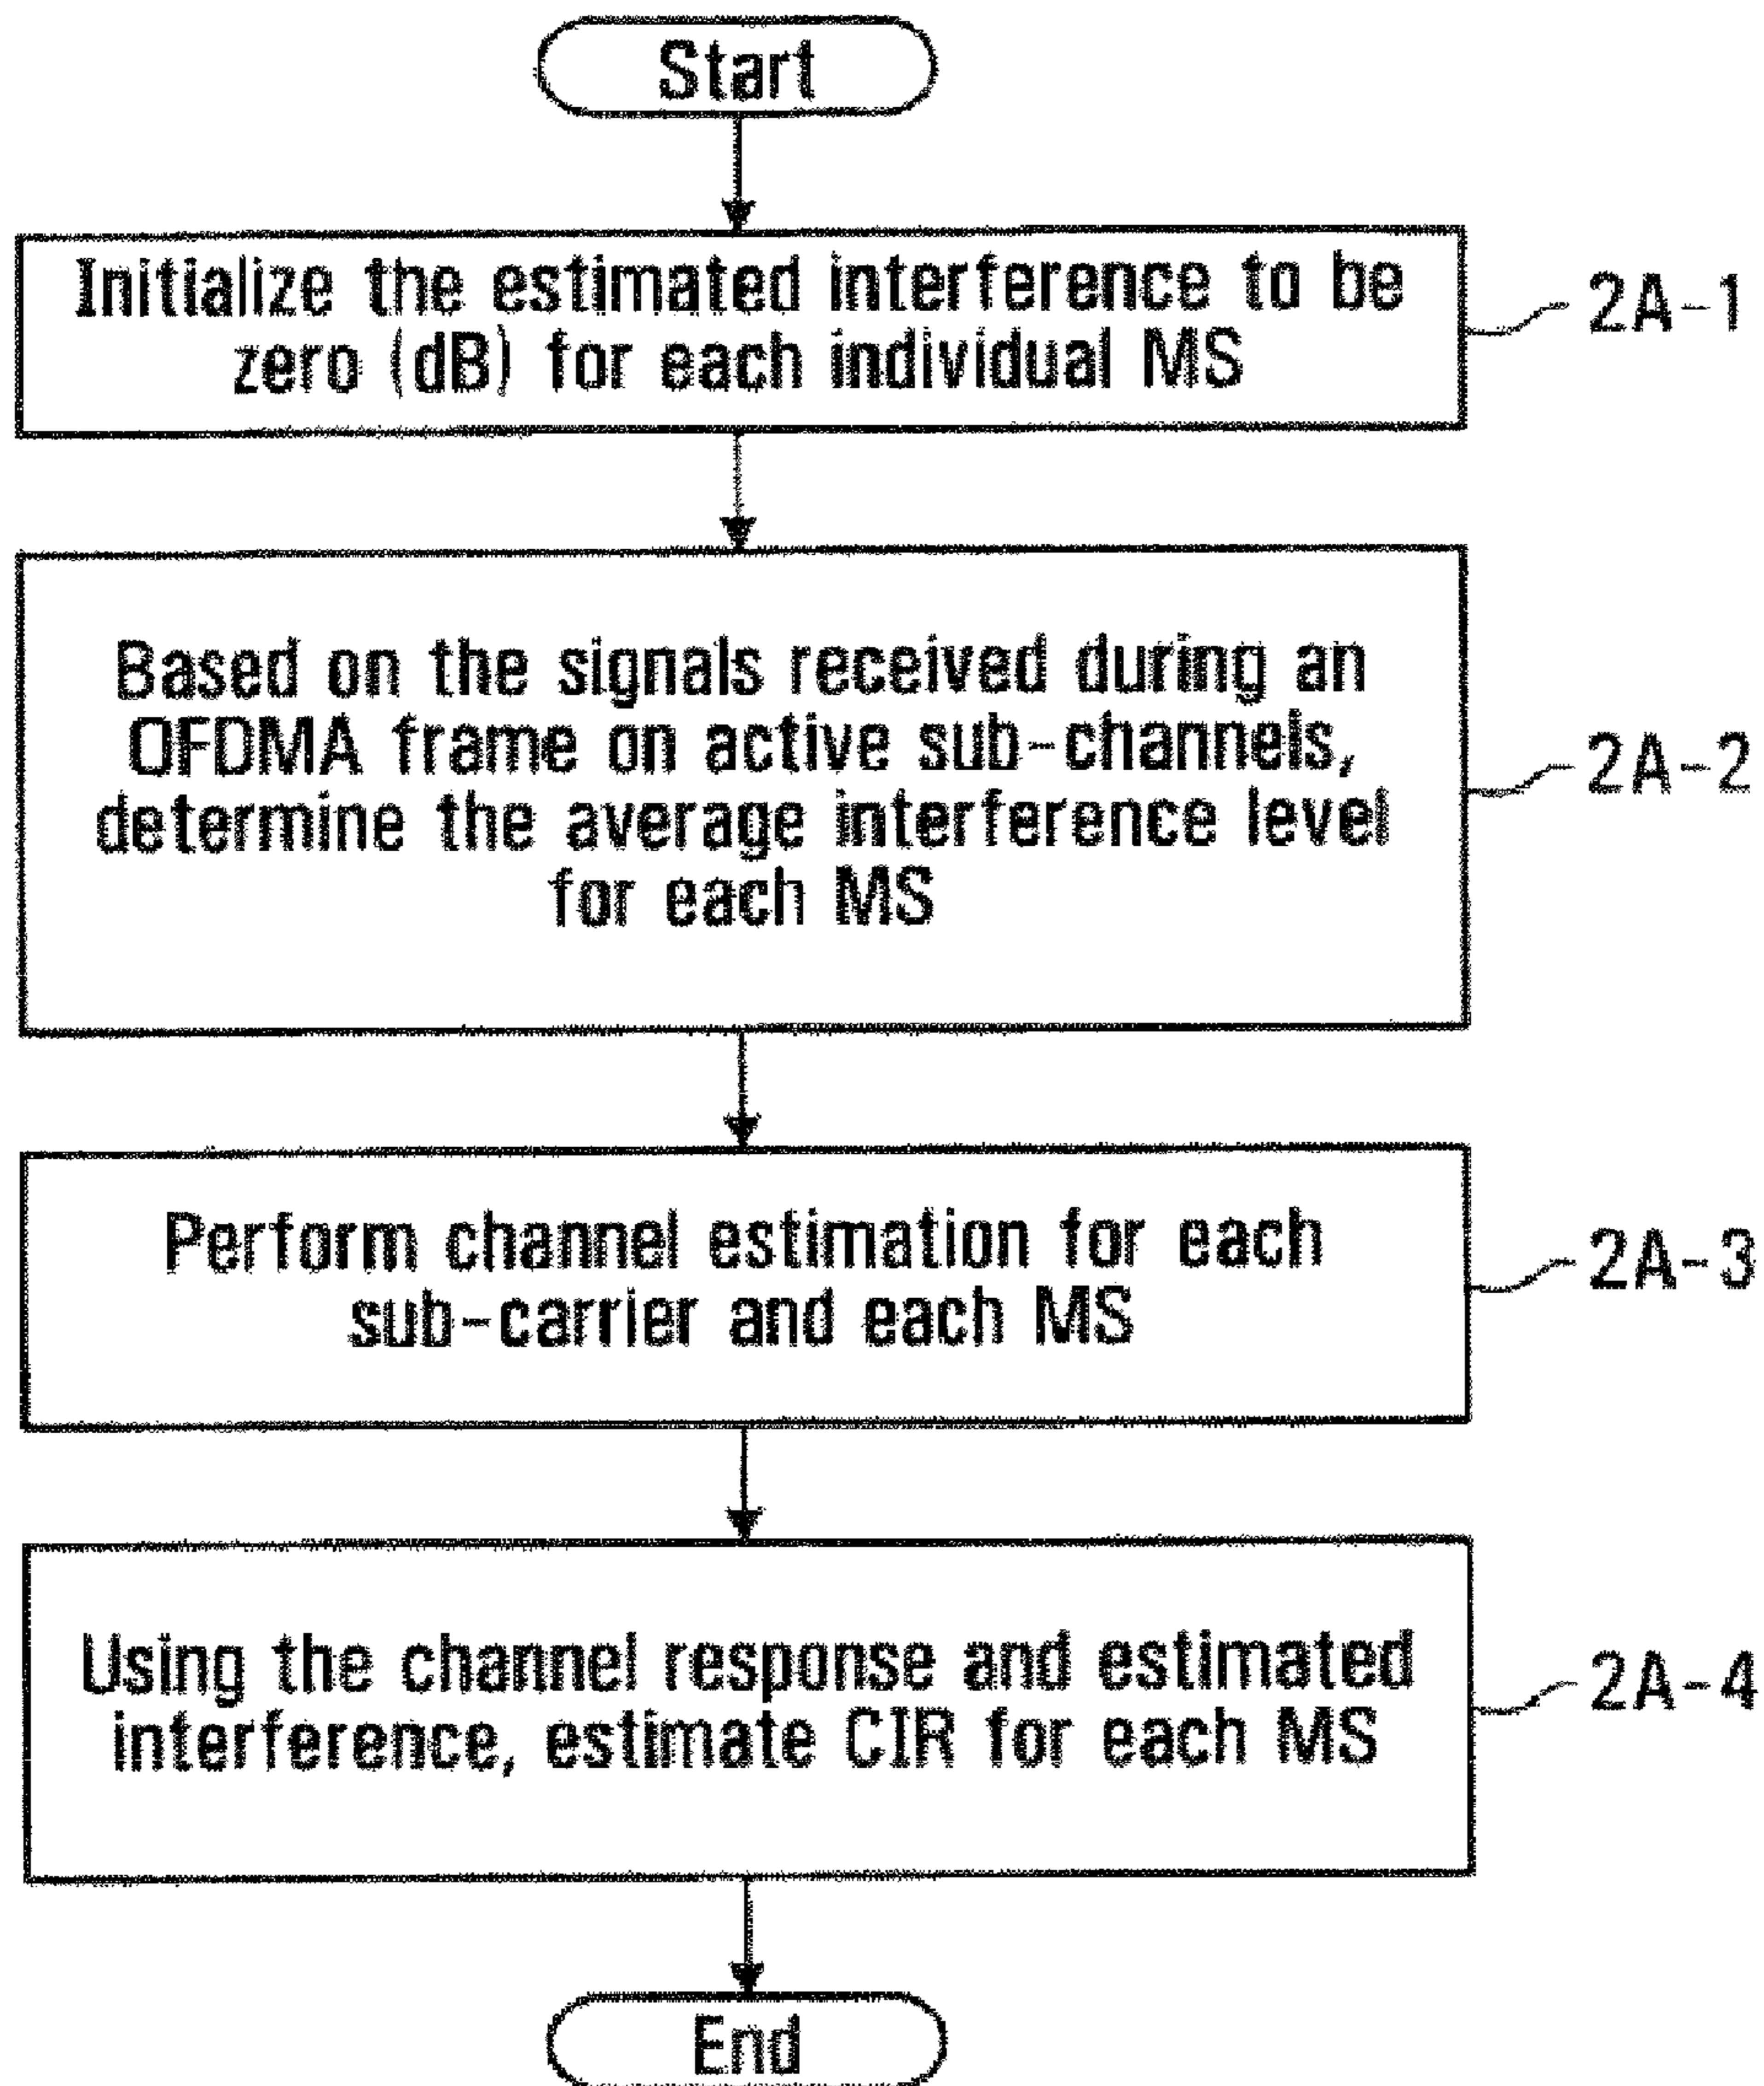 Start
Initialize the estimated interference to be
zero (dB) for each individual MS
2A-1
Based on the signals received during an
OFDMA frame on active sub-channels,
determine the average interference level
for each MS
2A-2
Perform channel estimation for each
sub-carrier and each MS
2A-3
Using the channel response and estimated
interference, estimate CIR for each MS
2A-4
End